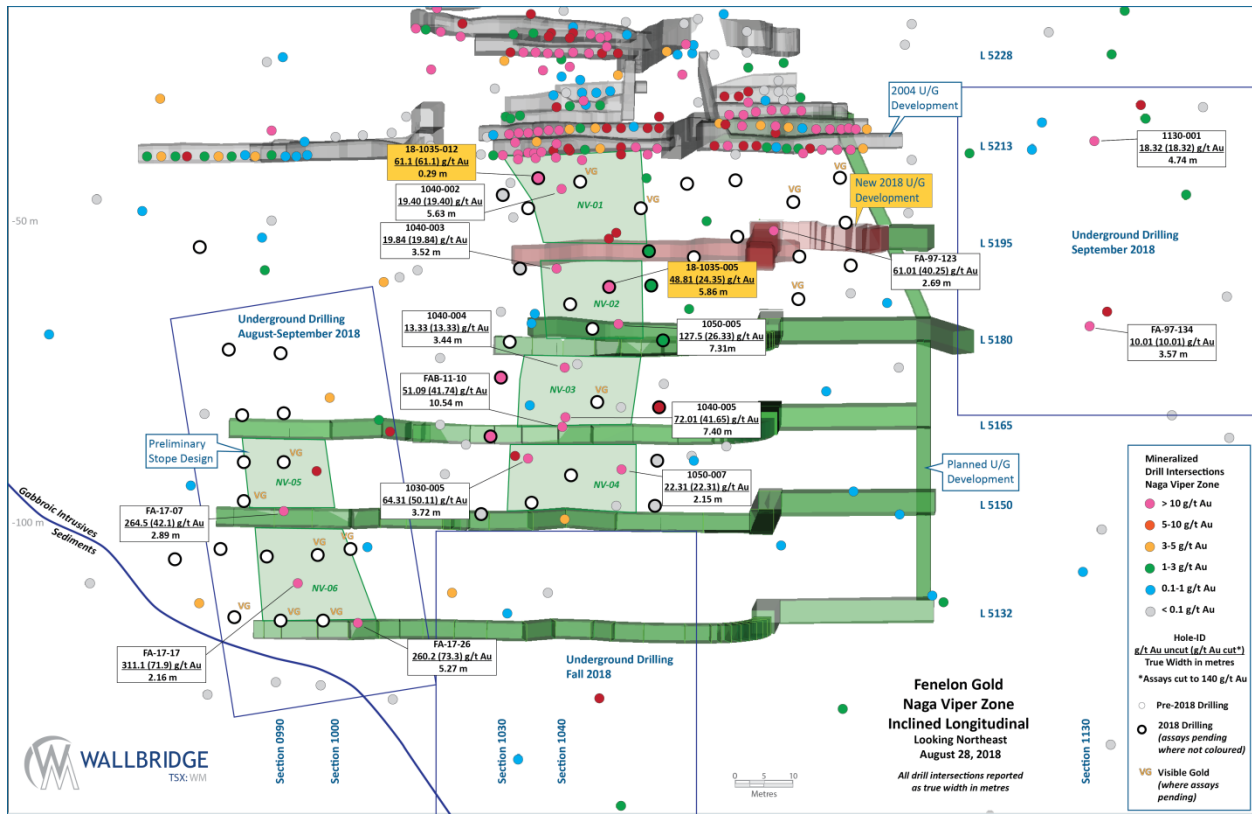 L 5228
2004 U/G
Development
L 5213
18-1035-012
61.1 (61.1) g/t Au
0.29 m
1130-001
18.32 (18.32) g/t Au
4.74 m
VG
VG
1040-002
19.40 (19.40) g/t Au
5.63 m
VG
VG
NV-01
New 2018 U/G
Development
-50 m
1040-003
19.84 (19.84) g/t Au
3.52 m
L 5195
Underground Drilling
September 2018
FA-97-123
61.01 (40.25) g/t Au
2.69 m
18-1035-005
48.81 (24.35) g/t Au
5.86 m
VG
NV-02
Underground Drilling
August-September 2018
1040-004
13.33 (13.33) g/t Au
3.44 m
1050-005
127.5 (26.33) g/t Au
7.31m
L 5180
FA-97-134
10.01 (10.01) g/t Au
3.57 m
NV-03
FAB-11-10
51.09 (41.74) g/t Au
10.54 m
VG
1040-005
72.01 (41.65) g/t Au
7.40 m
L 5165
Preliminary
Stope Design
VG
VG
NV-05
VG
Planned U/G
Development
1050-007
22.31 (22.31) g/t Au
2.15 m
NV-04
1030-005
64.31 (50.11) g/t Au
3.72 m
L 5150
FA-17-07
264.5 (42.1) g/t Au
2.89 m
-100 m
Gabbroic Intrusives
Sediments
VG
VG
NV-06
VG
VG
VG
L 5132
FA-17-17
311.1 (71.9) g/t Au
2.16 m
FA-17-26
260.2 (73.3) g/t Au
5.27 m
Underground Drilling
Fall 2018
Mineralized
Drill Intersections
Naga Viper Zone
> 10 g/t Au
5-10 g/t Au
3-5 g/t Au
1-3 g/t Au
0.1-1 g/t Au
< 0.1 g/t Au
Hole-ID
g/t Au uncut (g/t Au cut*)
True Width in metres
*Assays cut to 140 g/t Au
Pre-2018 Drilling
2018 Drilling
(assays pending
where not coloured)
VG
Visible Gold
(where assays
pending)
Fenelon Gold
Naga Viper Zone
Inclined Longitudinal
Looking Northeast
August 28, 2018
All drill intersections reported
as true width in metres
0 5 10
Metres
Section 0990
Section 1000
Section 1030
Section 1040
Section 1130
WALLBRIDGE
TSX: WM